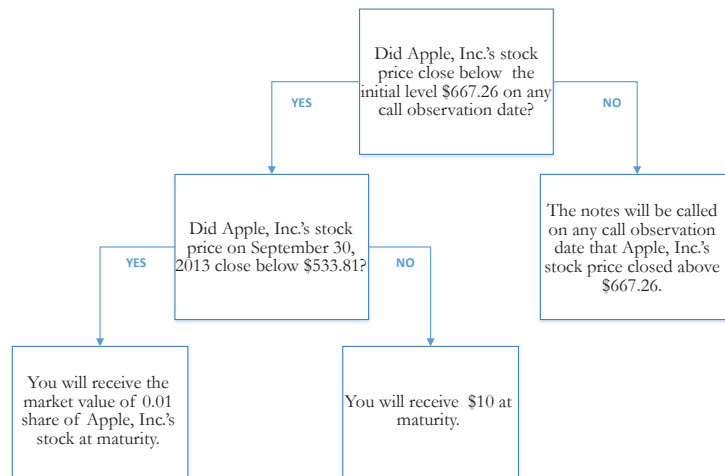 Did Apple, Inc.'s stock
price close below the
initial level $667.26 on any
call observation date?
YES
NO
Did Apple, Inc.'s stock
price on September 30,
2013 close below $533.81?
The notes will be called
on any call observation
date that Apple, Inc.'s
stock price closed above
$667.26.
YES
NO
You will receive the
market value of 0.01
share of Apple, Inc.'s
stock at maturity.
You will receive $10 at
maturity.